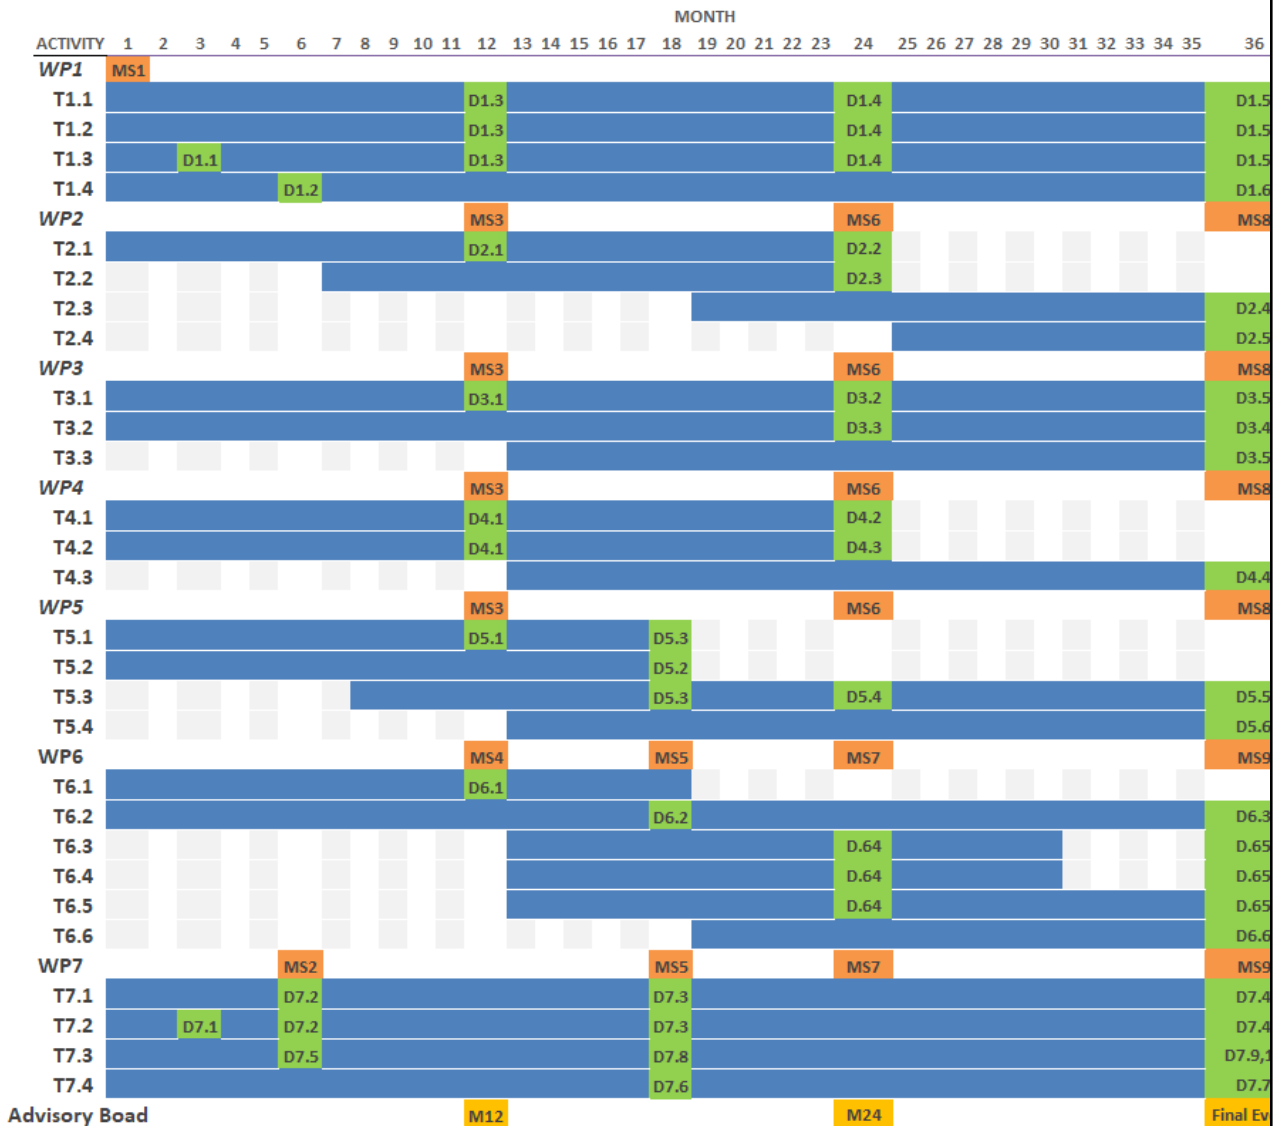 MONTH
ACTIVITY 1 2 3 4 5 6 7 8 9 10 11 12 13 14 15 16 17 18 19 20 21 22 23 24 25 26 27 28 29 30 31 32 33 34 35 36
WP1 MS1
T1.1 D1.3 D1.4 D1.5
T1.2 D1.3 D1.4 D1.5
T1.3 D1.1 D1.3 D1.4 D1.5
T1.4 D1.2 D1.6
WP2 MS3 MS6 MS8
T2.1 D2.1 D2.2
T2.2 D2.3
T2.3 D2.4
T2.4 D2.5
WP3 MS3 MS6 MS8
T3.1 D3.1 D3.2 D3.5
T3.2 D3.3 D3.4
T3.3 D3.5
WP4 MS3 MS6 MS8
T4.1 D4.1 D4.2
T4.2 D4.1 D4.3
T4.3 D4.4
WP5 MS3 MS6 MS8
T5.1 D5.1 D5.3
T5.2 D5.2
T5.3 D5.3 D5.4 D5.5
T5.4 D5.6
WP6 MS4 MS5 MS7 MS9
T6.1 D6.1
T6.2 D6.2 D6.3
T6.3 D.64 D.65
T6.4 D.64 D.65
T6.5 D.64 D.65
T6.6 D6.6
WP7 MS2 MS5 MS7 MS9
T7.1 D7.2 D7.3 D7.4
T7.2 D7.1 D7.2 D7.3 D7.4
T7.3 D7.5 D7.8 D7.9,1
T7.4 D7.6 D7.7
Advisory Boad M12 M24 Final Ev